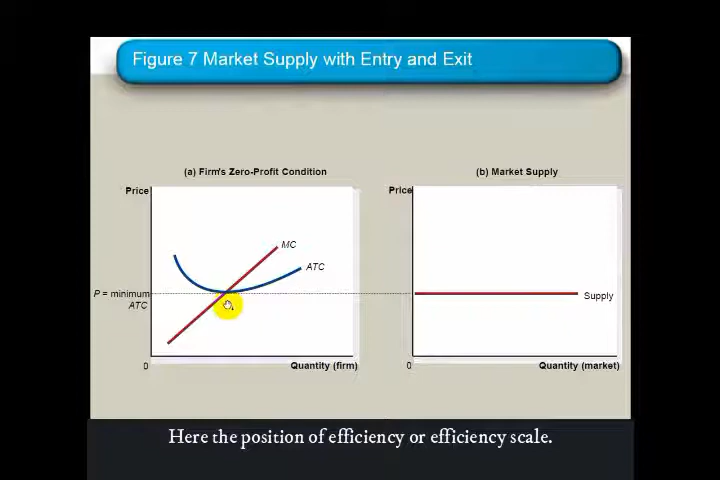 Figure 7 Market Supply with Entry and Exit
(a) Firm's Zero-Profit Condition
(b) Market Supply
Price
Price
MC
ATC
P = minimum
ATC
Supply
0
Quantity (firm)
0
Quantity (market)
Here the position of efficiency or efficiency scale.